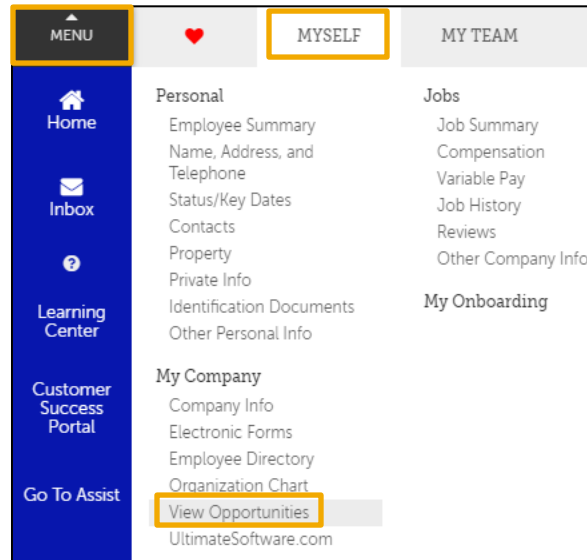 MENU
MYSELF
MY TEAM
Home
Inbox
?
Learning
Center
Customer
Success
Portal
Go To Assist
Personal
Employee Summary
Name, Address, and
Telephone
Status/Key Dates
Contacts
Property
Private Info
Identification Documents
Other Personal Info
My Company
Company Info
Electronic Forms
Employee Directory
Organization Chart
View Opportunities
UltimateSoftware.com
Jobs
Job Summary
Compensation
Variable Pay
Job History
Reviews
Other Company Info
My Onboarding